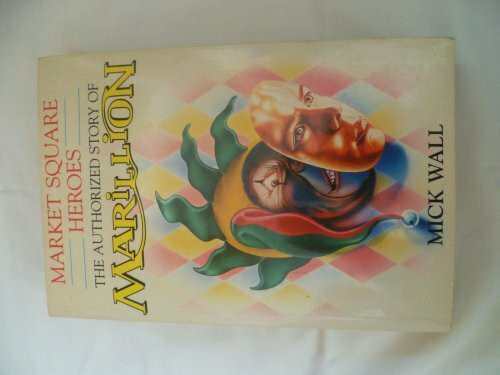 MARKET SQUARE
HEROES
THE AUTHORIZED STORY OF
MARILLION
MICK WALL